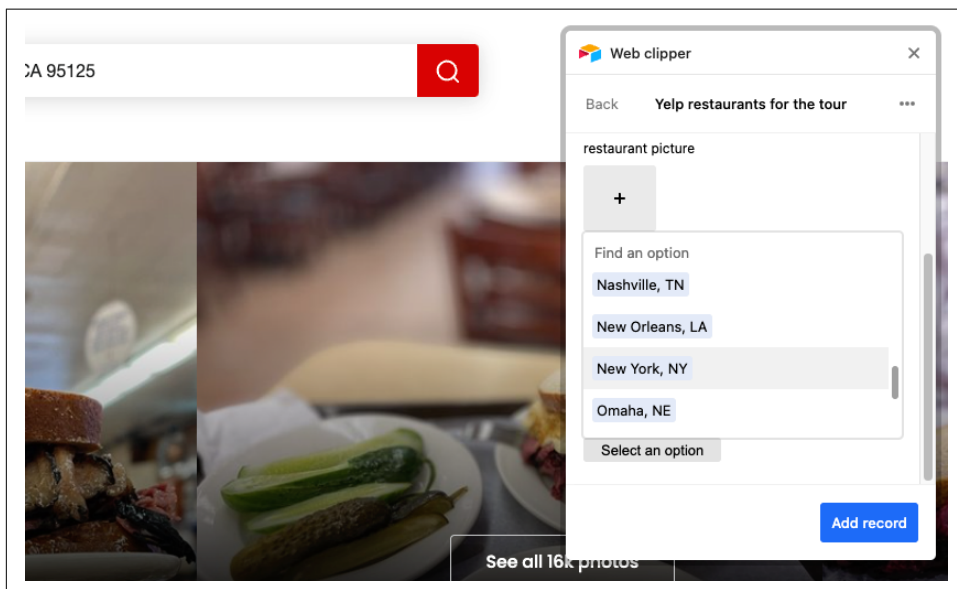 CA 95125
Web clipper
Back Yelp restaurants for the tour
restaurant picture
+
Find an option
Nashville, TN
New Orleans, LA
New York, NY
Omaha, NE
Select an option
Add record
See all 16k photos